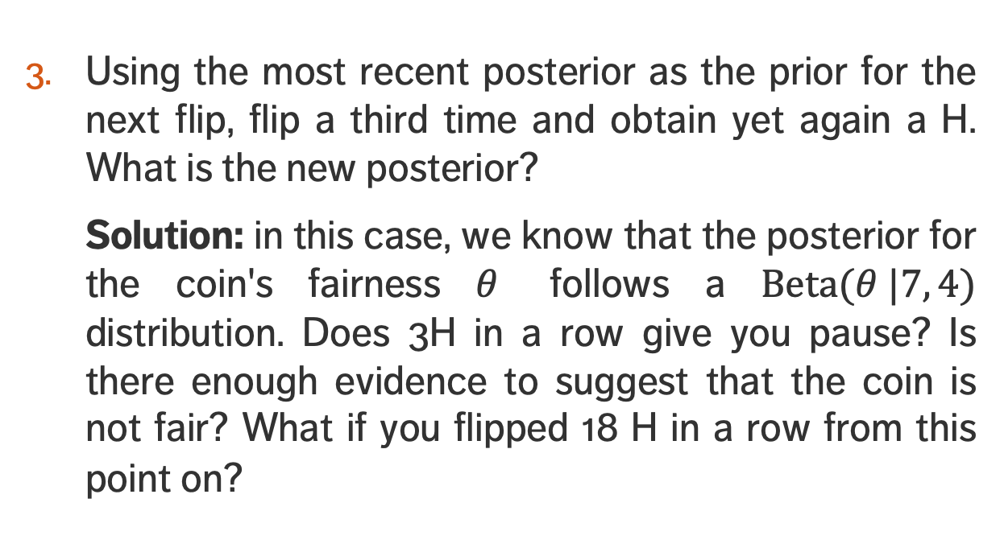 3. Using the most recent posterior as the prior for the
next flip, flip a third time and obtain yet again a H.
What is the new posterior?
Solution: in this case, we know that the posterior for
the coin's fairness θ follows a Beta(θ |7, 4)
distribution. Does 3H in a row give you pause? Is
there enough evidence to suggest that the coin is
not fair? What if you flipped 18 H in a row from this
point on?